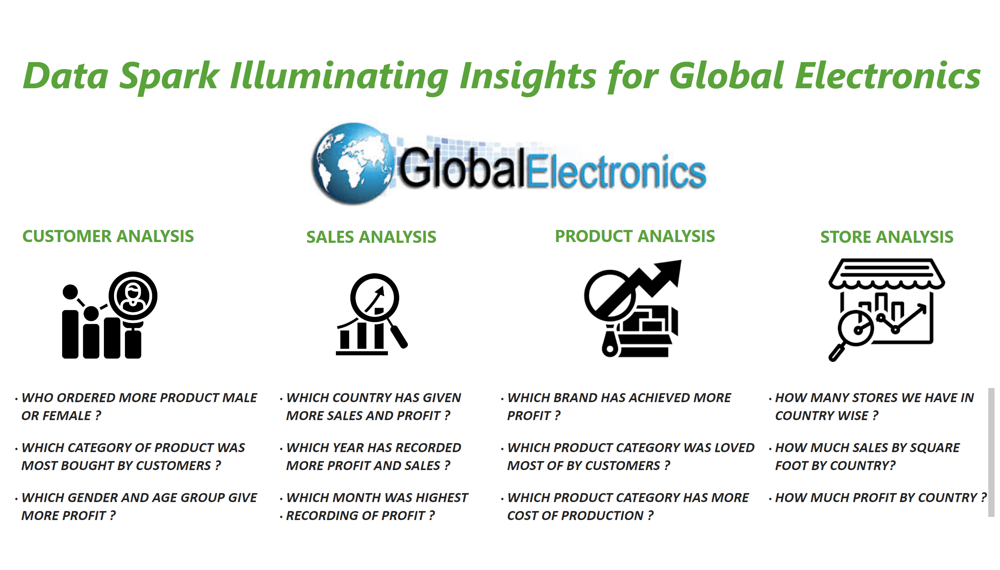 Data Spark Illuminating Insights for Global Electronics
GlobalElectronics
CUSTOMER ANALYSIS
• WHO ORDERED MORE PRODUCT MALE
OR FEMALE ?
• WHICH CATEGORY OF PRODUCT WAS
MOST BOUGHT BY CUSTOMERS ?
• WHICH GENDER AND AGE GROUP GIVE
MORE PROFIT ?
SALES ANALYSIS
• WHICH COUNTRY HAS GIVEN
MORE SALES AND PROFIT ?
• WHICH YEAR HAS RECORDED
MORE PROFIT AND SALES ?
• WHICH MONTH WAS HIGHEST
• RECORDING OF PROFIT ?
PRODUCT ANALYSIS
• WHICH BRAND HAS ACHIEVED MORE
PROFIT ?
• WHICH PRODUCT CATEGORY WAS LOVED
MOST OF BY CUSTOMERS ?
• WHICH PRODUCT CATEGORY HAS MORE
COST OF PRODUCTION ?
STORE ANALYSIS
• HOW MANY STORES WE HAVE IN
COUNTRY WISE ?
• HOW MUCH SALES BY SQUARE
FOOT BY COUNTRY?
• HOW MUCH PROFIT BY COUNTRY ?